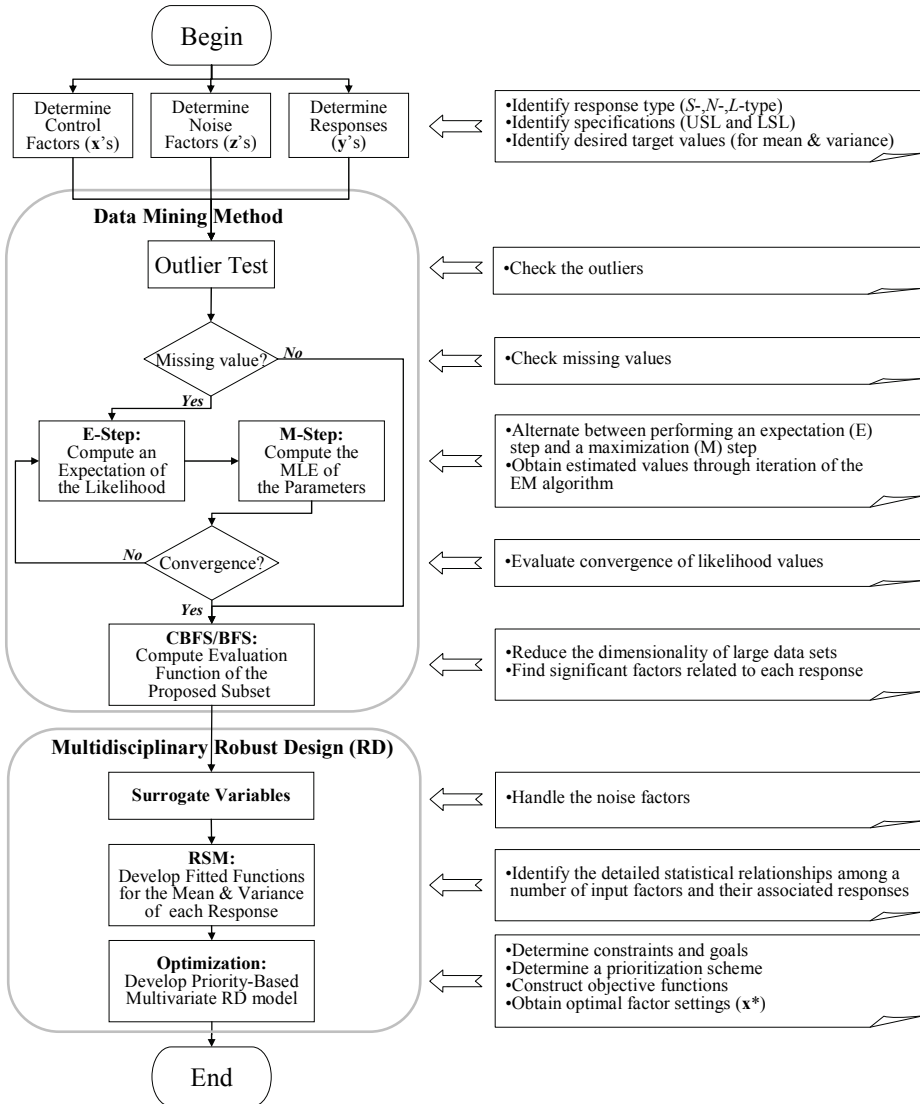 Begin
Determine
Control
Factors (x's)
Determine
Noise
Factors (z's)
Determine
Responses
(y's)
•Identify response type (S-,N-,L-type)
•Identify specifications (USL and LSL)
•Identify desired target values (for mean & variance)
Data Mining Method
Outlier Test
•Check the outliers
Missing value?
No
Yes
•Check missing values
E-Step:
Compute an
Expectation of
the Likelihood
M-Step:
Compute the
MLE of
the Parameters
•Alternate between performing an expectation (E)
step and a maximization (M) step
•Obtain estimated values through iteration of the
EM algorithm
No
Convergence?
Yes
•Evaluate convergence of likelihood values
CBFS/BFS:
Compute Evaluation
Function of the
Proposed Subset
•Reduce the dimensionality of large data sets
•Find significant factors related to each response
Multidisciplinary Robust Design (RD)
Surrogate Variables
•Handle the noise factors
RSM:
Develop Fitted Functions
for the Mean & Variance
of each Response
•Identify the detailed statistical relationships among a
number of input factors and their associated responses
Optimization:
Develop Priority-Based
Multivariate RD model
•Determine constraints and goals
•Determine a prioritization scheme
•Construct objective functions
•Obtain optimal factor settings (x*)
End